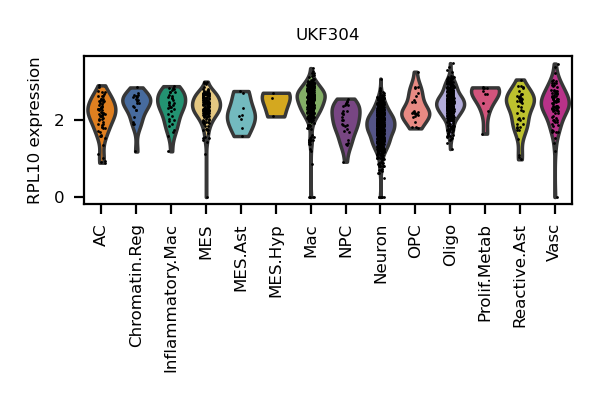 UKF304
RPL10 expression
2
0
AC
Chromatin.Reg
Inflammatory.Mac
MES
MES.Ast
MES.Hyp
Mac
NPC
Neuron
OPC
Oligo
Prolif.Metab
Reactive.Ast
Vasc